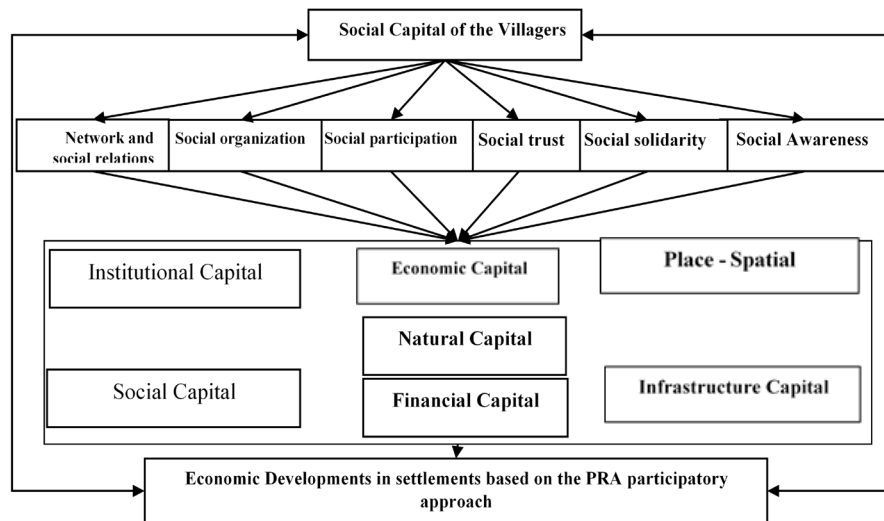 Social Capital of the Villagers
Network and
social relations
Social organization
Social participation
Social trust
Social solidarity
Social Awareness
Institutional Capital
Economic Capital
Place - Spatial
Natural Capital
Social Capital
Financial Capital
Infrastructure Capital
Economic Developments in settlements based on the PRA participatory
approach